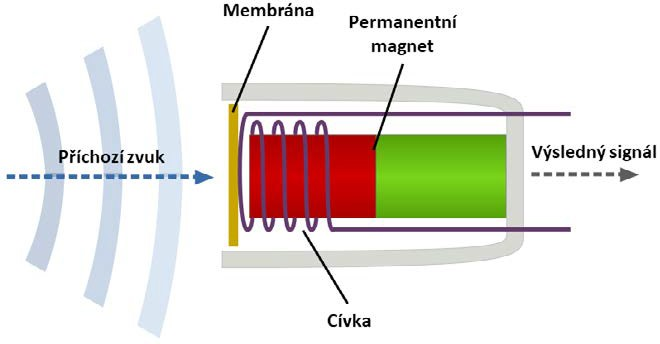 Membrána
Permanentní
magnet
Příchozí zvuk
Výsledný signál
Cívka